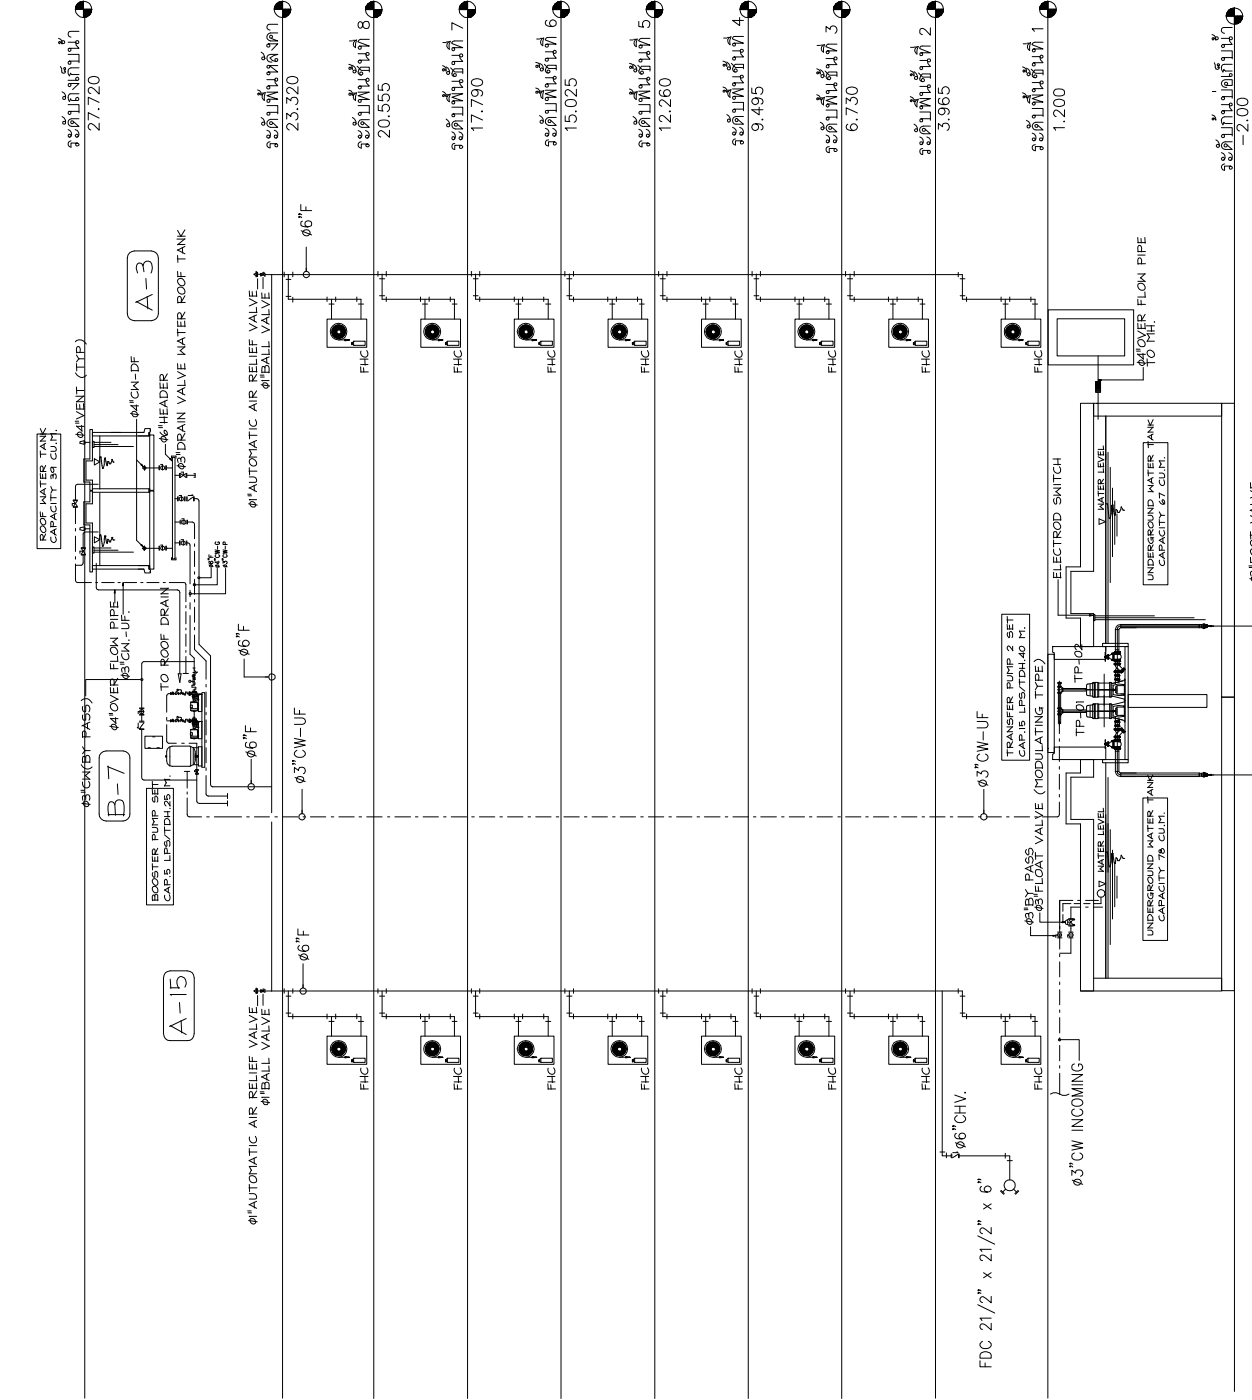 ระดับถังเก็บน้ำ
27.720
ระดับพื้นหลังคา
23.320
ระดับพื้นชั้นที่ 8
20.555
ระดับพื้นชั้นที่ 7
17.790
ระดับพื้นชั้นที่ 6
15.025
ระดับพื้นชั้นที่ 5
12.260
ระดับพื้นชั้นที่ 4
9.495
ระดับพื้นชั้นที่ 3
6.730
ระดับพื้นชั้นที่ 2
3.965
ระดับพื้นชั้นที่ 1
1.200
ระดับก้นบ่อเก็บน้ำ
-2.00
A-3
ROOF WATER TANK
CAPACITY 39 CU.M.
ø4"VENT (TYP.)
ø4"CW-DF
ø6"HEADER
ø3"DRAIN VALVE WATER ROOF TANK
ø6"F
ø4"CW-G
ø3"CW-P
ø4"OVER FLOW PIPE
ø3"CW.-UF.
TO ROOF DRAIN
ø3"CW(BY PASS)
B-7
BOOSTER PUMP SET
CAP.5 LPS/TDH.25 M.
A-15
ø1"AUTOMATIC AIR RELIEF VALVE
ø1"BALL VALVE
ø6"F
FHC
FHC
FHC
FHC
FHC
FHC
FHC
FHC
ø6"F
ø6"F
ø3"CW-UF
ø3"CW-UF
ø6"F
ø1"AUTOMATIC AIR RELIEF VALVE
ø1"BALL VALVE
FHC
FHC
FHC
FHC
FHC
FHC
FHC
FHC
ø6"CHV.
FDC 21/2" x 21/2" x 6"
ø3"CW INCOMING
ø4"OVER FLOW PIPE
TO MH.
ELECTROD SWITCH
WATER LEVEL
UNDERGROUND WATER TANK
CAPACITY 67 CU.M.
TRANSFER PUMP 2 SET
CAP.15 LPS/TDH.40 M.
TP-02
TP-01
ø3"BY PASS
ø3"FLOAT VALVE (MODULATING TYPE)
WATER LEVEL
UNDERGROUND WATER TANK
CAPACITY 78 CU.M.